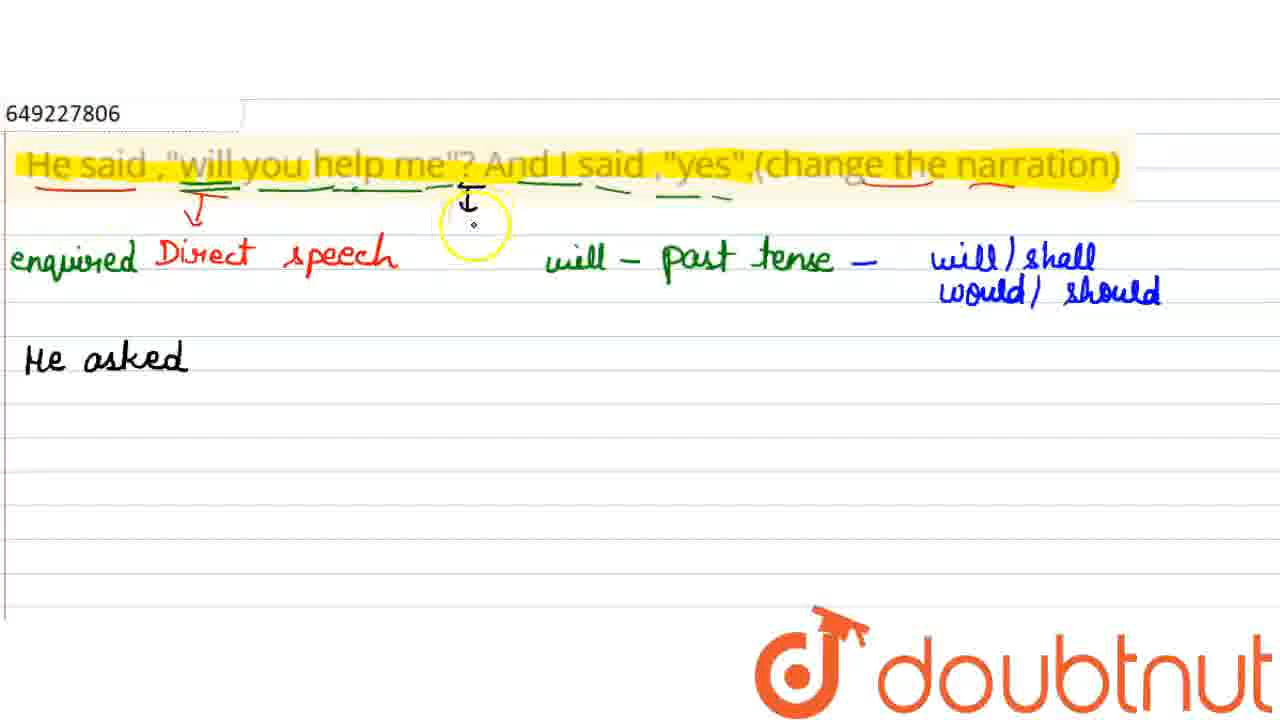 649227806
He said ,"will you help me"? And I said ,"yes",(change the narration)
enquired Direct speech will – past tense – will/shall
would/ should
He asked
doubtnut